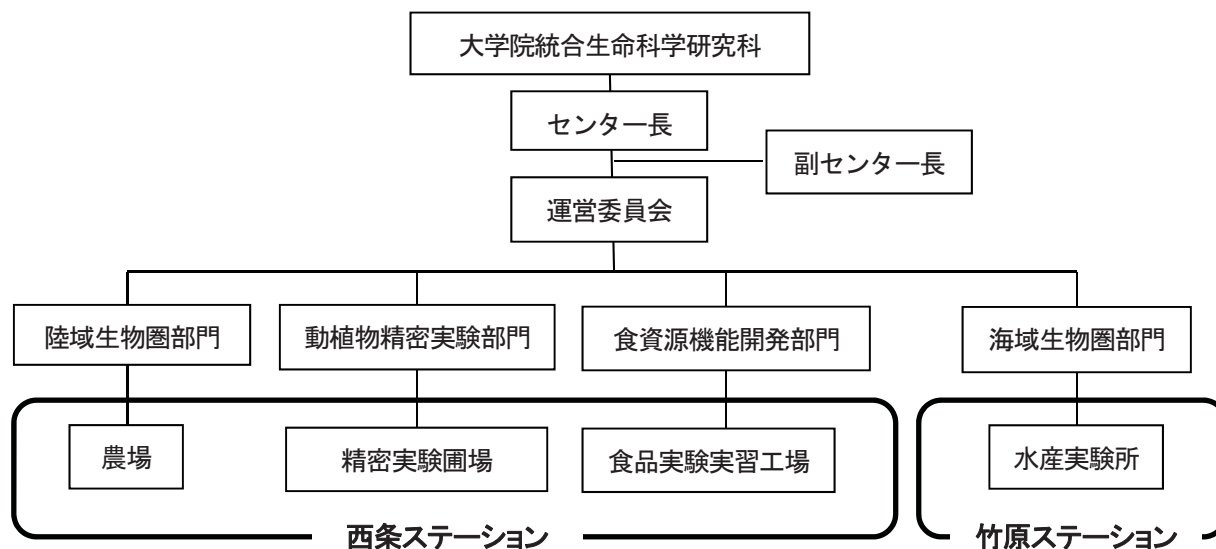 大学院統合生命科学研究科
センター長
副センター長
運営委員会
陸域生物圏部門
動植物精密実験部門
食資源機能開発部門
海域生物圏部門
農場
精密実験圃場
食品実験実習工場
水産実験所
西条ステーション
竹原ステーション